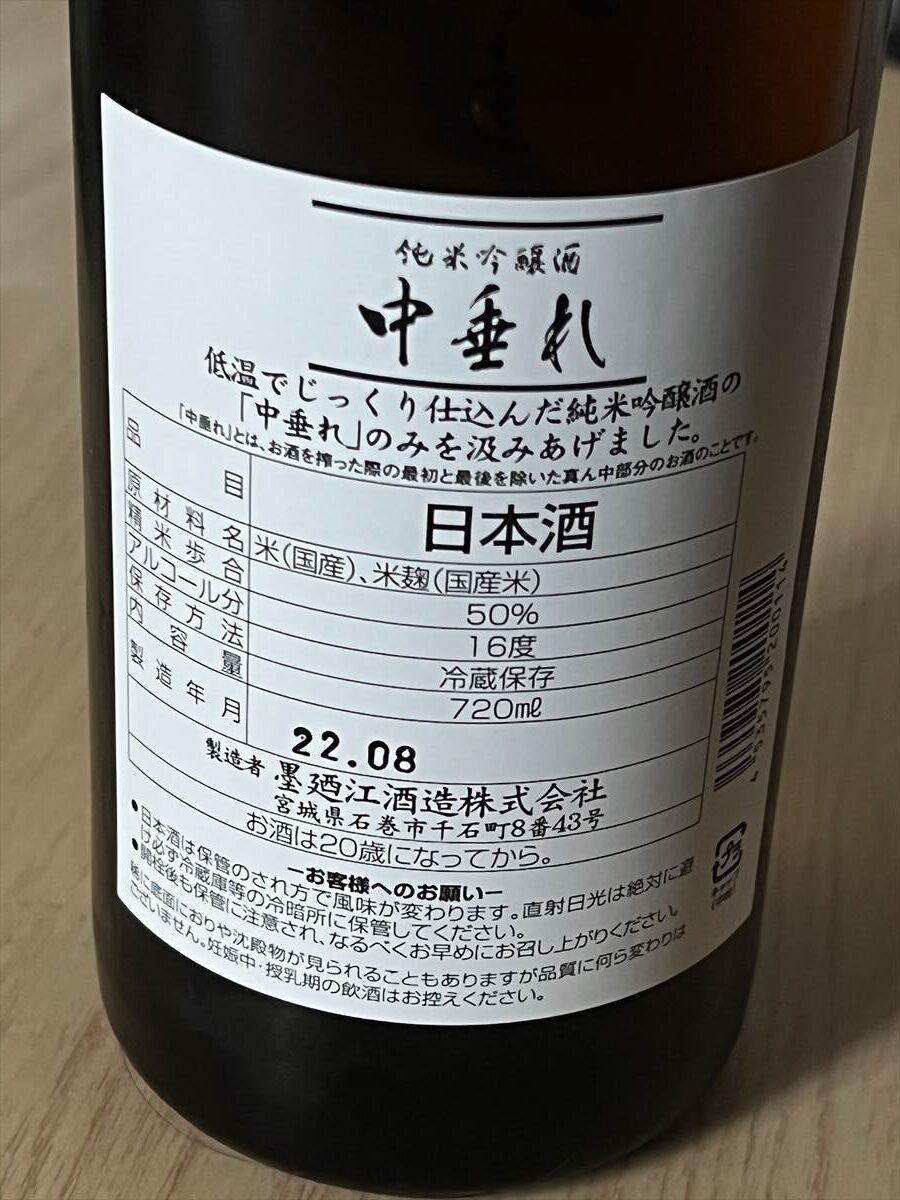 純米吟醸酒
中垂れ
低温でじっくり仕込んだ純米吟醸酒の
「中垂れ」のみを汲みあげました。
「中垂れ」とは、お酒を搾った際の最初と最後を除いた真ん中部分のお酒のことです。
品目 日本酒
原材料名 米(国産)、米麹(国産米)
精米歩合 50%
アルコール分 16度
保存方法 冷蔵保存
内容量 720mℓ
製造年月 22.08
製造者 墨廼江酒造株式会社
宮城県石巻市千石町8番43号
お酒は20歳になってから。
ーお客様へのお願いー
●日本酒は保管のされ方で風味が変わります。直射日光は絶対に避
け必ず冷蔵庫等の冷暗所に保管してください。
●開栓後も保管に注意され、なるべくお早めにお召し上がりください。
稀に底面におりや沈殿物が見られることもありますが品質に何ら変わりは
ございません。妊娠中・授乳期の飲酒はお控えください。
プラ